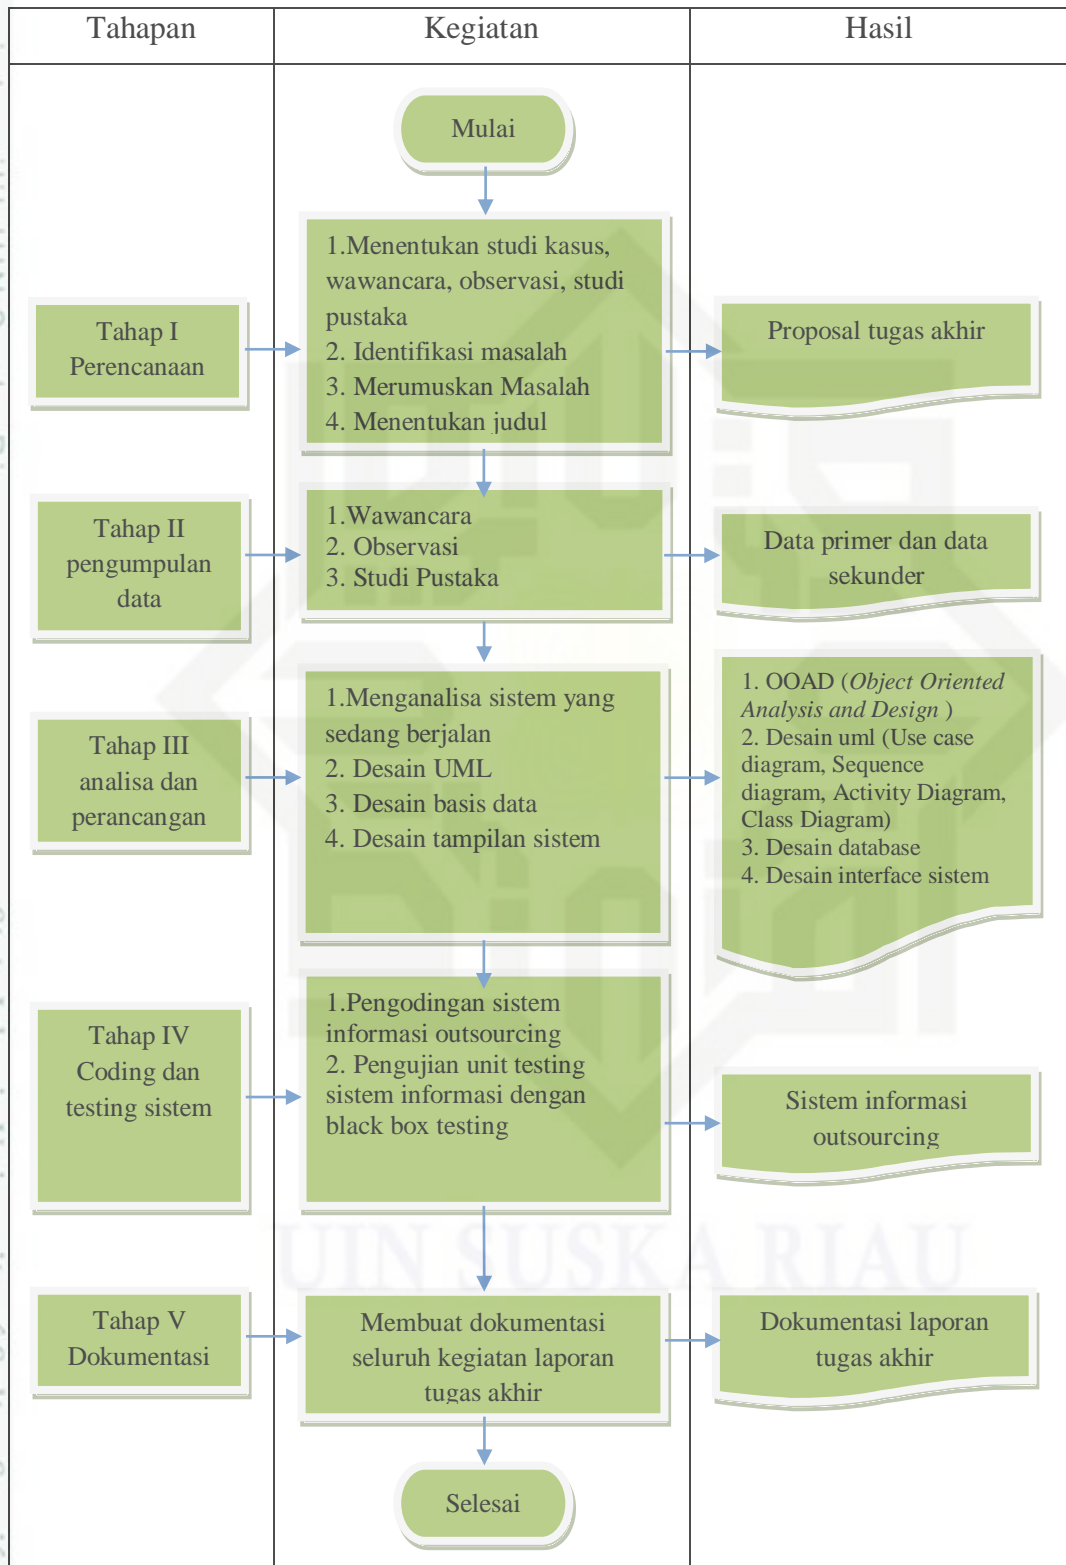 Tahapan
Kegiatan
Hasil
Mulai
Tahap I
Perencanaan
1.Menentukan studi kasus,
wawancara, observasi, studi
pustaka
2. Identifikasi masalah
3. Merumuskan Masalah
4. Menentukan judul
Proposal tugas akhir
Tahap II
pengumpulan
data
1.Wawancara
2. Observasi
3. Studi Pustaka
Data primer dan data
sekunder
Tahap III
analisa dan
perancangan
1.Menganalisa sistem yang
sedang berjalan
2. Desain UML
3. Desain basis data
4. Desain tampilan sistem
1. OOAD (Object Oriented
Analysis and Design )
2. Desain uml (Use case
diagram, Sequence
diagram, Activity Diagram,
Class Diagram)
3. Desain database
4. Desain interface sistem
Tahap IV
Coding dan
testing sistem
1.Pengodingan sistem
informasi outsourcing
2. Pengujian unit testing
sistem informasi dengan
black box testing
Sistem informasi
outsourcing
UIN SUSKA RIAU
Tahap V
Dokumentasi
Membuat dokumentasi
seluruh kegiatan laporan
tugas akhir
Dokumentasi laporan
tugas akhir
Selesai